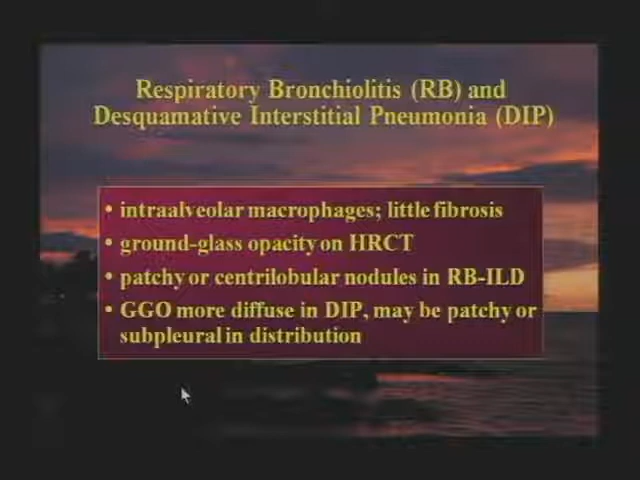 Respiratory Bronchiolitis (RB) and
Desquamative Interstitial Pneumonia (DIP)
• intraalveolar macrophages; little fibrosis
• ground-glass opacity on HRCT
• patchy or centrilobular nodules in RB-ILD
• GGO more diffuse in DIP, may be patchy or
subpleural in distribution